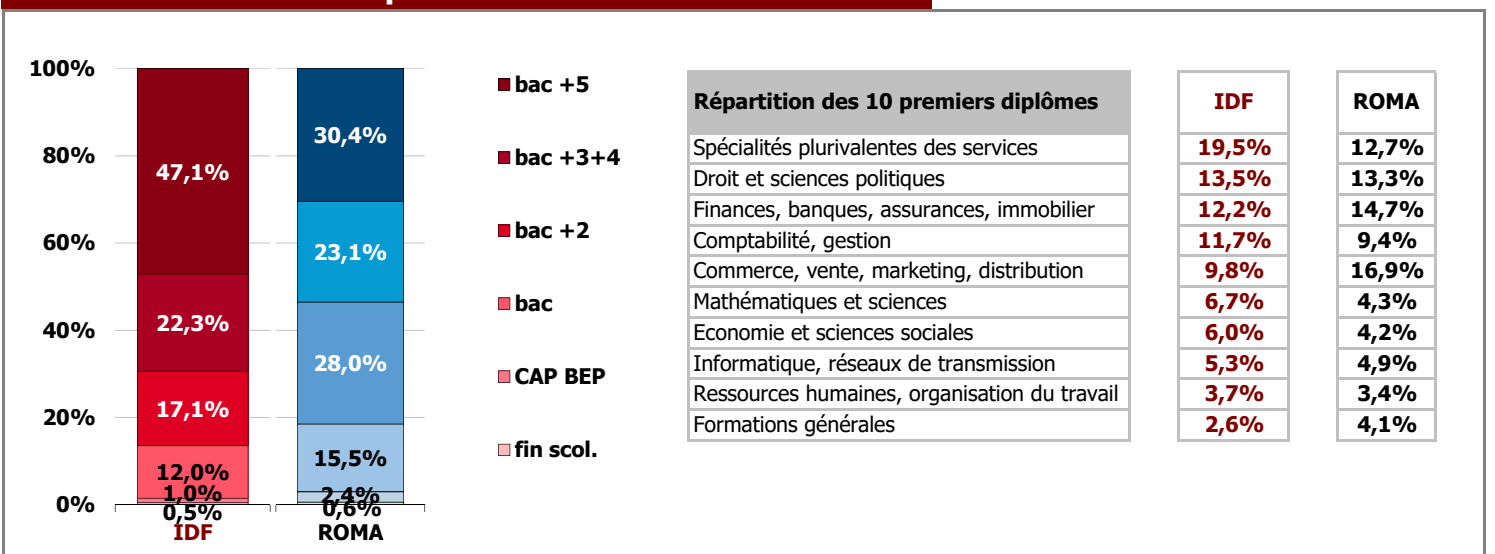 100%
80%
60%
40%
20%
0%
47,1%
22,3%
17,1%
12,0%
1,0%
0,5%
IDF
30,4%
23,1%
28,0%
15,5%
2,4%
0,6%
ROMA
bac +5
bac +3+4
bac +2
bac
CAP BEP
fin scol.
Répartition des 10 premiers diplômes IDF ROMA
Spécialités plurivalentes des services 19,5% 12,7%
Droit et sciences politiques 13,5% 13,3%
Finances, banques, assurances, immobilier 12,2% 14,7%
Comptabilité, gestion 11,7% 9,4%
Commerce, vente, marketing, distribution 9,8% 16,9%
Mathématiques et sciences 6,7% 4,3%
Economie et sciences sociales 6,0% 4,2%
Informatique, réseaux de transmission 5,3% 4,9%
Ressources humaines, organisation du travail 3,7% 3,4%
Formations générales 2,6% 4,1%